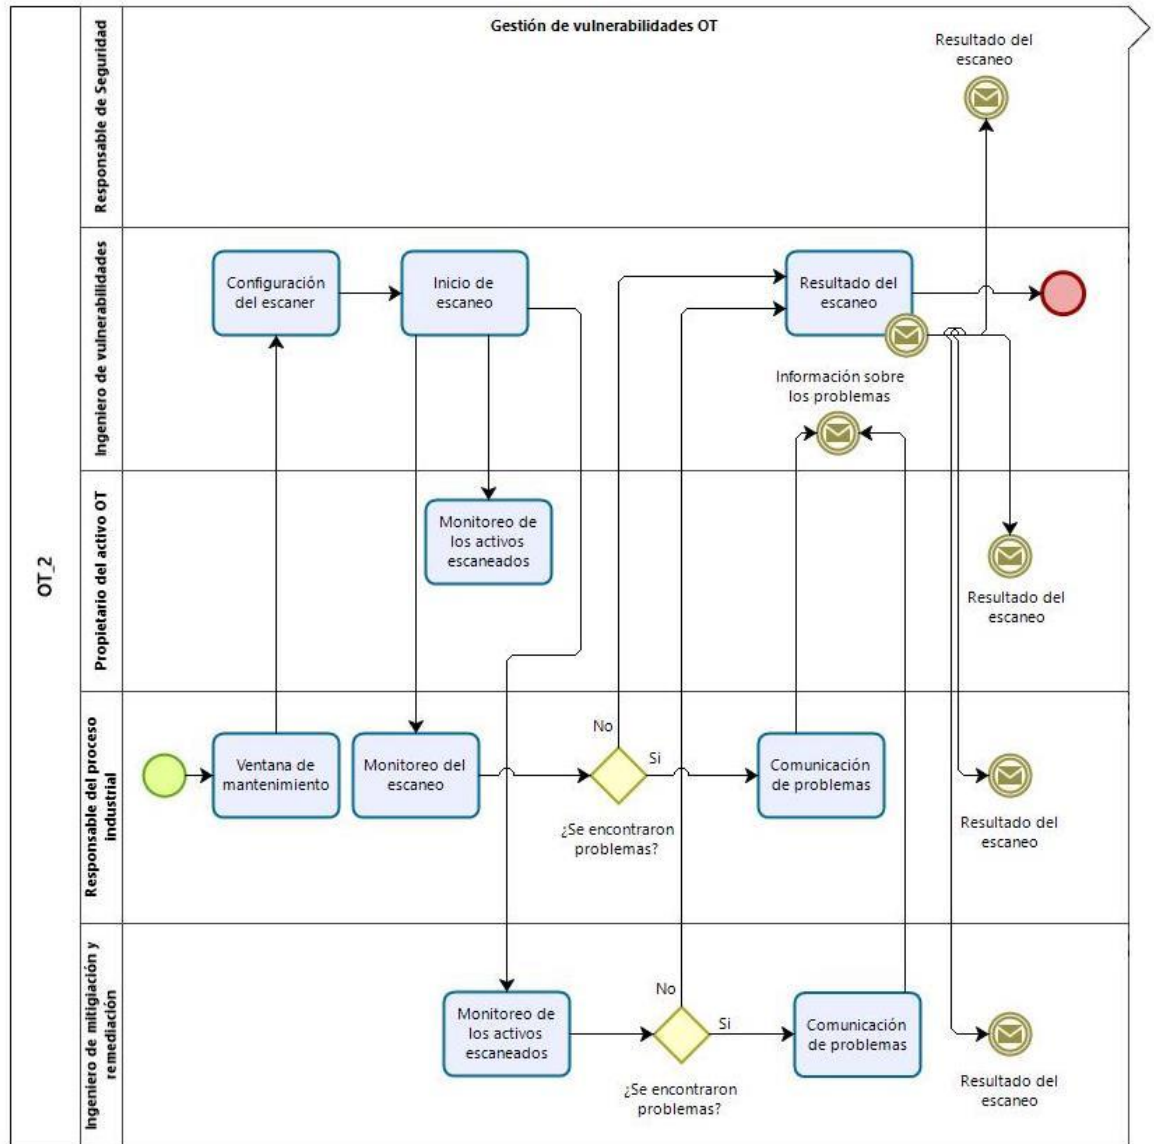 Gestión de vulnerabilidades OT
OT_2
Responsable de Seguridad
Resultado del
escaneo
Ingeniero de vulnerabilidades
Configuración
del escaner
Inicio de
escaneo
Resultado del
escaneo
Información sobre
los problemas
Propietario del activo OT
Monitoreo de
los activos
escaneados
Resultado del
escaneo
Responsable del proceso
industrial
Ventana de
mantenimiento
Monitoreo del
escaneo
No
Si
¿Se encontraron
problemas?
Comunicación
de problemas
Resultado del
escaneo
Ingeniero de mitigiación y
remediación
Monitoreo de
los activos
escaneados
No
Si
¿Se encontraron
problemas?
Comunicación
de problemas
Resultado del
escaneo